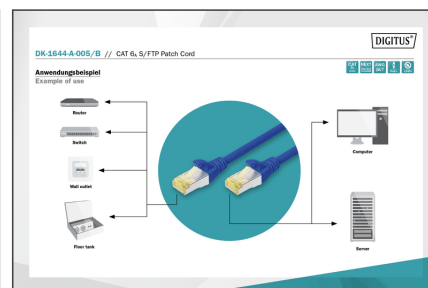 DIGITUS®
DK-1644-A-005/B // CAT 6A S/FTP Patch Cord
Anwendungsbeispiel
Example of use
Router
Switch
Wall outlet
Floor tank
Computer
Server